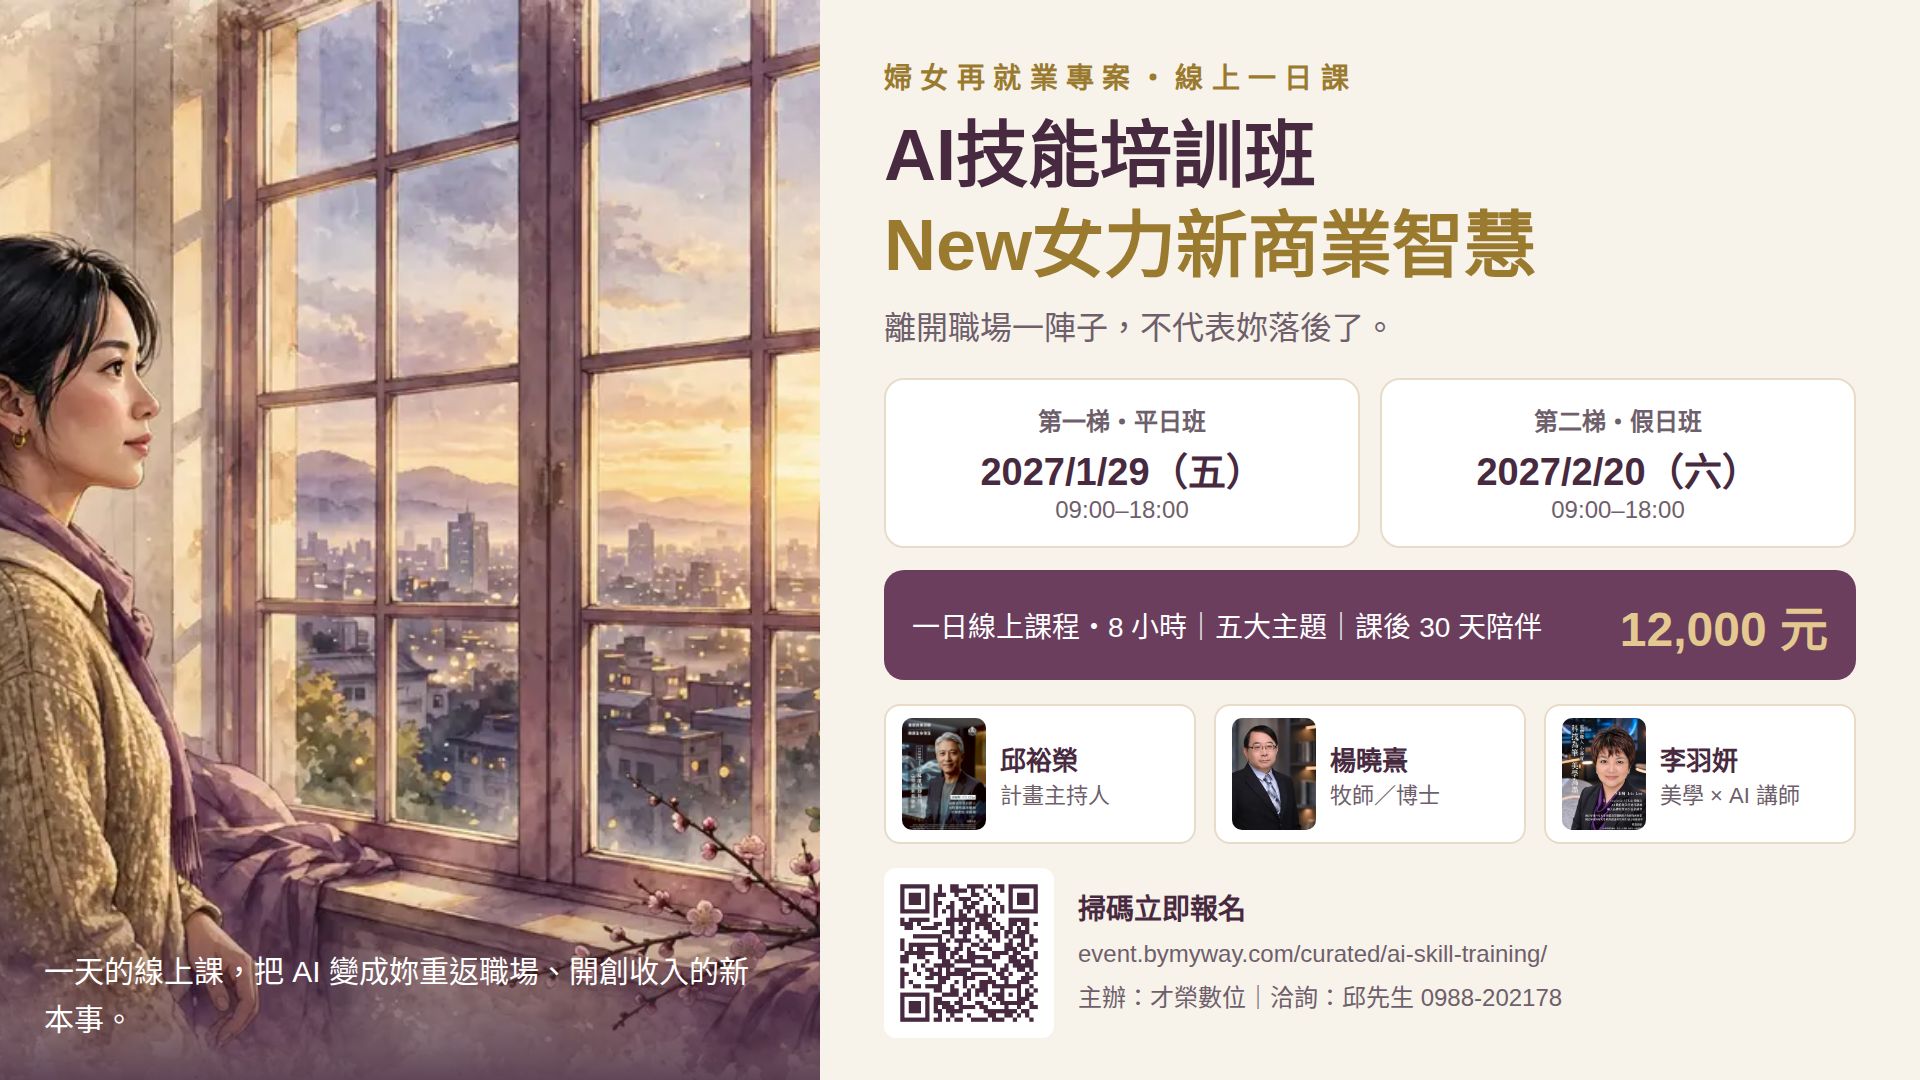 婦女再就業專案・線上一日課
AI技能培訓班
New女力新商業智慧
離開職場一陣子，不代表妳落後了。
第一梯・平日班
2027/1/29（五）
09:00–18:00
第二梯・假日班
2027/2/20（六）
09:00–18:00
一日線上課程・8 小時｜五大主題｜課後 30 天陪伴
12,000 元
邱裕榮
計畫主持人
楊曉熹
牧師／博士
李羽妍
美學 × AI 講師
掃碼立即報名
event.bymyway.com/curated/ai-skill-training/
主辦：才榮數位｜洽詢：邱先生 0988-202178
一天的線上課，把 AI 變成妳重返職場、開創收入的新
本事。